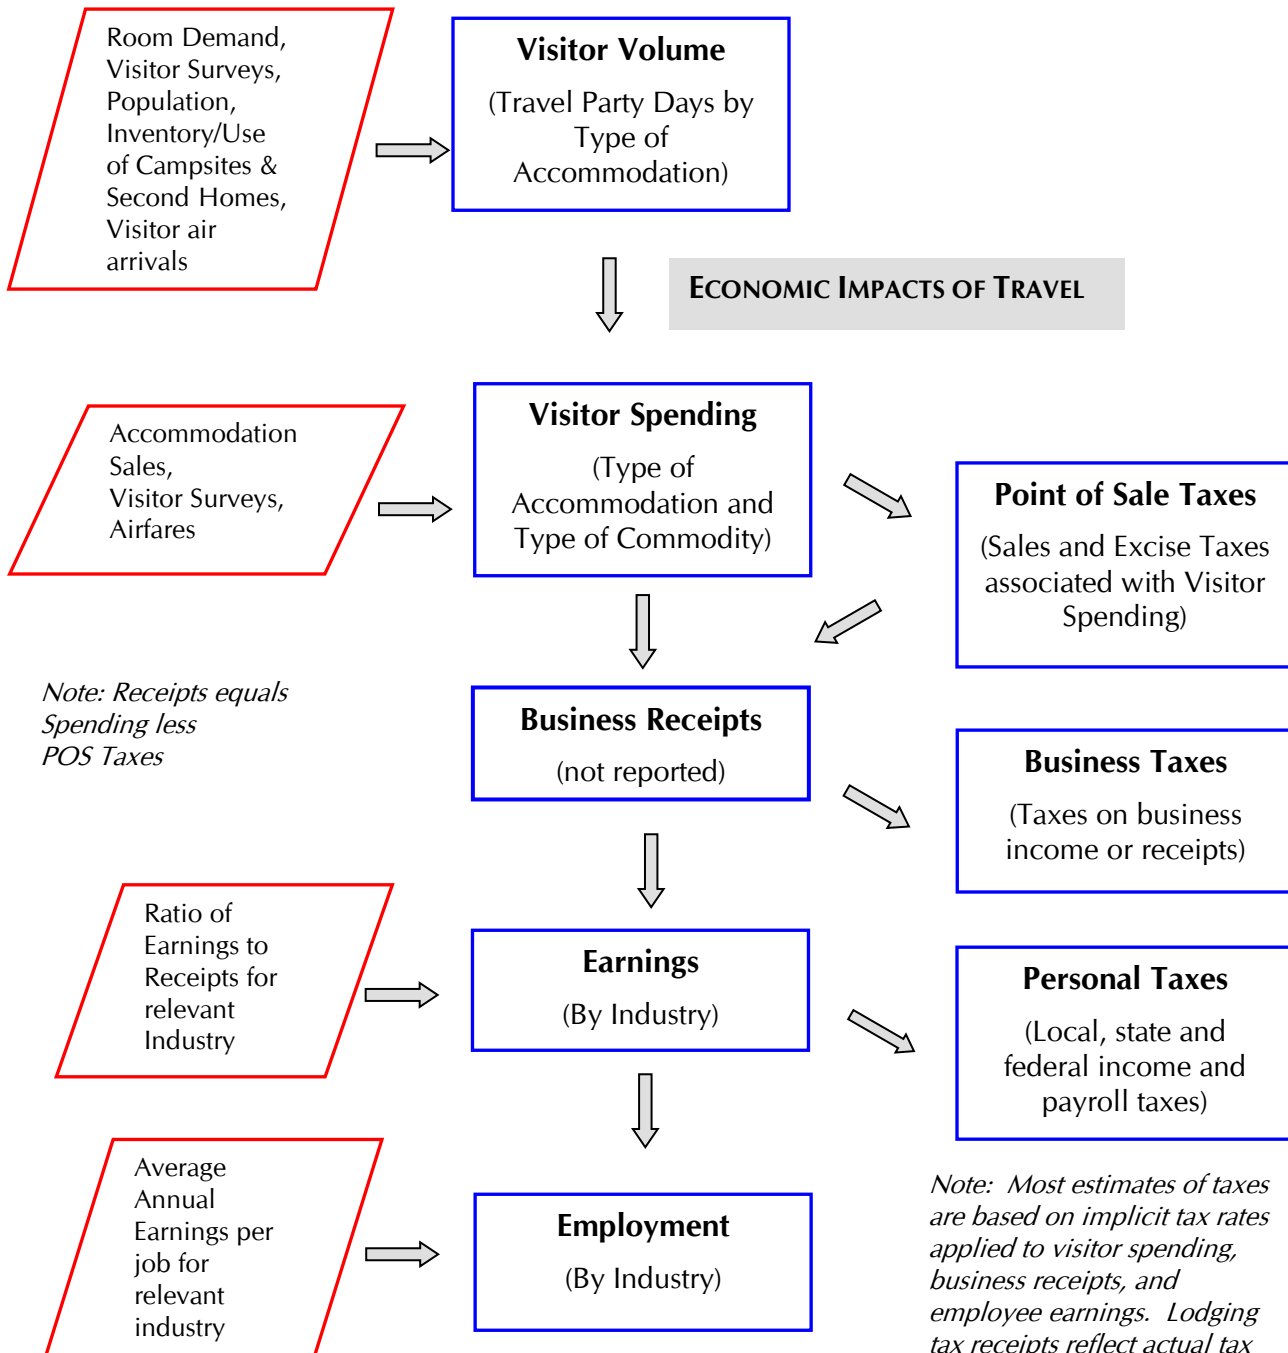 Room Demand,
Visitor Surveys,
Population,
Inventory/Use
of Campsites &
Second Homes,
Visitor air
arrivals
Visitor Volume
(Travel Party Days by
Type of
Accommodation)
ECONOMIC IMPACTS OF TRAVEL
Accommodation
Sales,
Visitor Surveys,
Airfares
Visitor Spending
(Type of
Accommodation and
Type of Commodity)
Point of Sale Taxes
(Sales and Excise Taxes
associated with Visitor
Spending)
Note: Receipts equals
Spending less
POS Taxes
Business Receipts
(not reported)
Business Taxes
(Taxes on business
income or receipts)
Ratio of
Earnings to
Receipts for
relevant
Industry
Earnings
(By Industry)
Personal Taxes
(Local, state and
federal income and
payroll taxes)
Average
Annual
Earnings per
job for
relevant
industry
Employment
(By Industry)
Note:  Most estimates of taxes
are based on implicit tax rates
applied to visitor spending,
business receipts, and
employee earnings.  Lodging
tax receipts reflect actual tax